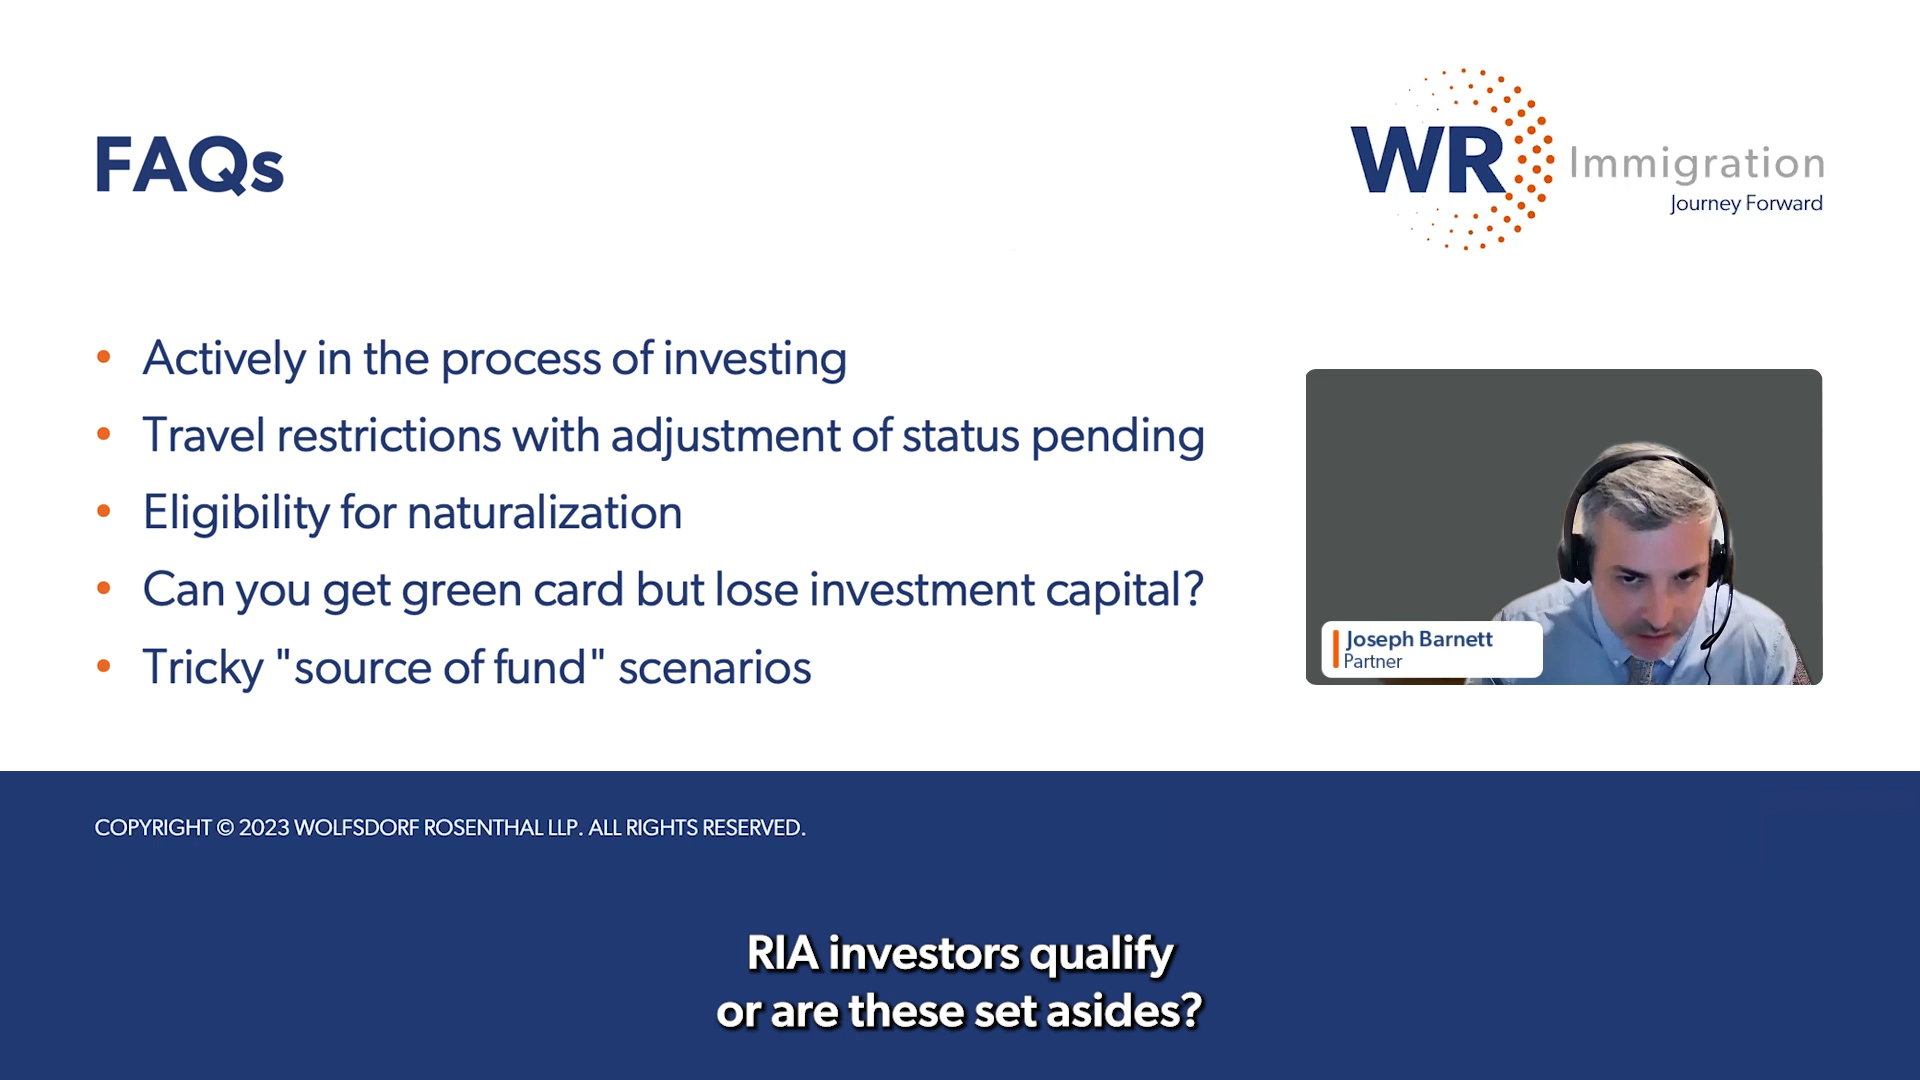 FAQs
WR Immigration
Journey Forward
• Actively in the process of investing
• Travel restrictions with adjustment of status pending
• Eligibility for naturalization
• Can you get green card but lose investment capital?
• Tricky "source of fund" scenarios
Joseph Barnett
Partner
COPYRIGHT © 2023 WOLFSDORF ROSENTHAL LLP. ALL RIGHTS RESERVED.
RIA investors qualify
or are these set asides?